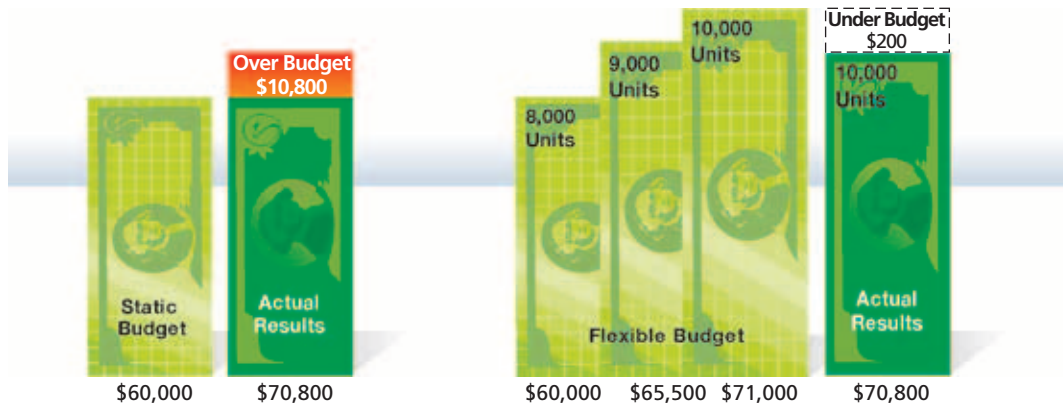 Over Budget
$10,800
Static
Budget
Actual
Results
$60,000
$70,800
8,000
Units
9,000
Units
10,000
Units
Flexible Budget
$60,000
$65,500
$71,000
Under Budget
$200
10,000
Units
Actual
Results
$70,800